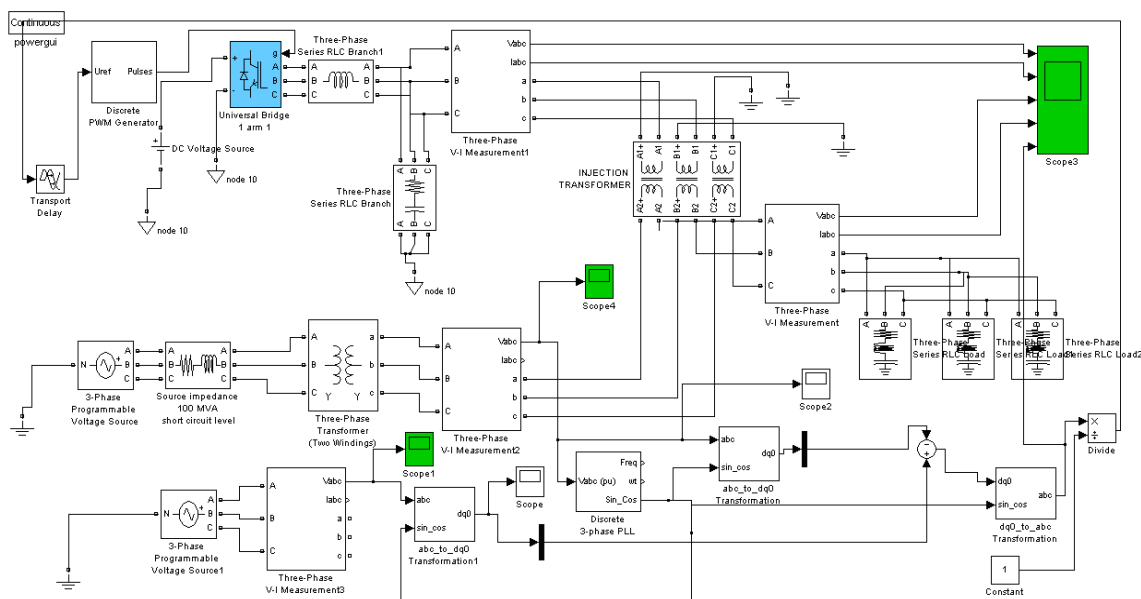 Continuous
powergui
Uref
Pulses
Discrete
PWM Generator
g
+
-
A
B
C
Universal Bridge
1 arm 1
Three-Phase
Series RLC Branch1
A
B
C
A
B
C
A
B
C
Vabc
Iabc
a
b
c
Three-Phase
V-I Measurement1
Scope3
+
DC Voltage Source
node 10
node 10
Transport
Delay
Three-Phase
Series RLC Branch
A
B
C
A
B
C
node 10
INJECTION
TRANSFORMER
A1+
A1
B1+
B1
C1+
C1
A2+
A2
B2+
B2
C2+
C2
A
B
C
Vabc
Iabc
a
b
c
Three-Phase
V-I Measurement
Scope4
A
B
C
A
B
C
A
B
C
Three-Phase
Series RLC Load
Three-Phase
Series RLC Load1
Three-Phase
Series RLC Load2
N
+
A
B
C
3-Phase
Programmable
Voltage Source
A
B
C
A
B
C
Source impedance
100 MVA
short circuit level
A
B
C
a
b
c
Y
Y
Three-Phase
Transformer
(Two Windings)
A
B
C
Vabc
Iabc
a
b
c
Three-Phase
V-I Measurement2
Scope2
×
÷
Divide
Scope1
Scope
N
+
A
B
C
3-Phase
Programmable
Voltage Source1
A
B
C
Vabc
Iabc
a
b
c
Three-Phase
V-I Measurement3
abc
sin_cos
dq0
abc_to_dq0
Transformation1
Vabc (pu)
Freq
wt
Sin_Cos
Discrete
3-phase PLL
abc
sin_cos
dq0
abc_to_dq0
Transformation
+
+
dq0
sin_cos
abc
dq0_to_abc
Transformation
1
Constant